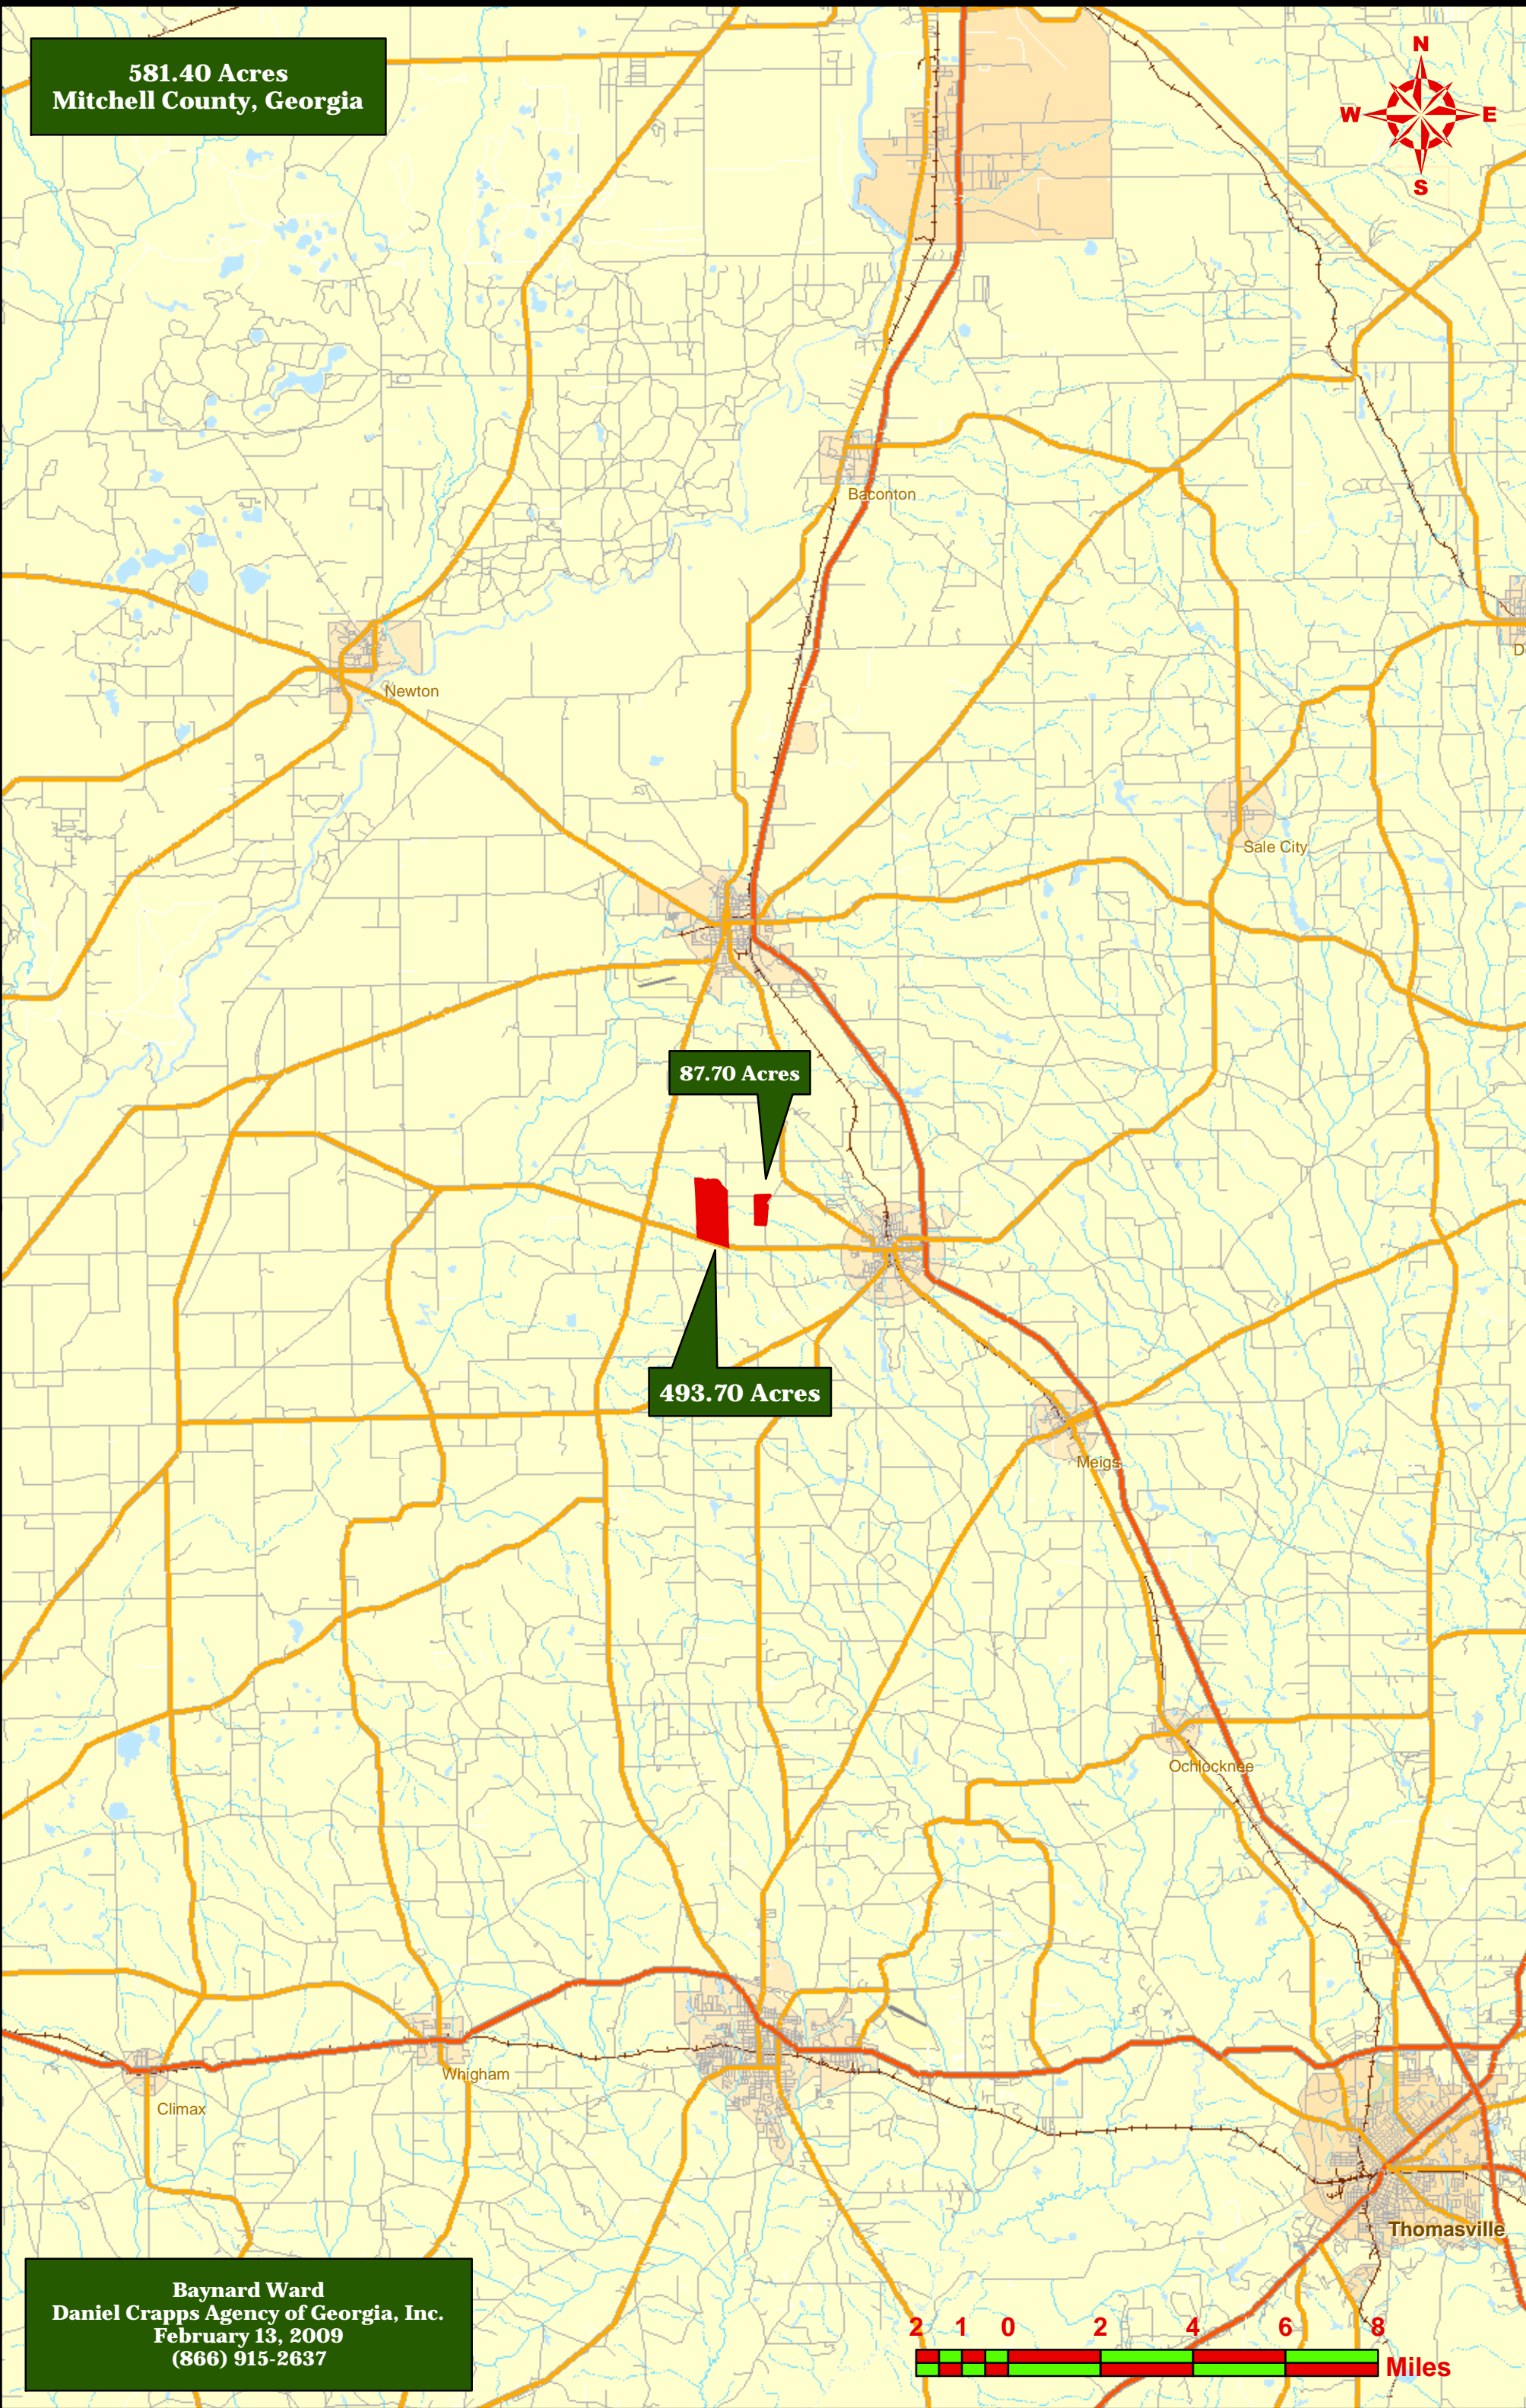 581.40 Acres
Mitchell County, Georgia
N
W
E
S
Baconton
D
Newton
Sale City
87.70 Acres
493.70 Acres
Meigs
Ochlocknee
Whigham
Climax
Thomasville
Baynard Ward
Daniel Crapps Agency of Georgia, Inc.
February 13, 2009
(866) 915-2637
2 1 0 2 4 6 8
Miles